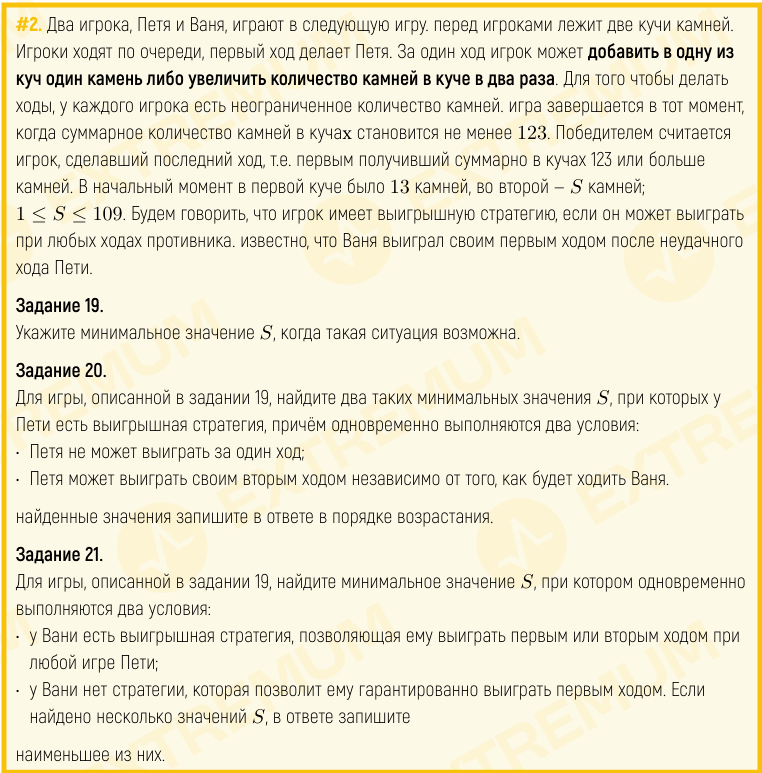 #2. Два игрока, Петя и Ваня, играют в следующую игру. перед игроками лежит две кучи камней.
Игроки ходят по очереди, первый ход делает Петя. За один ход игрок может добавить в одну из
куч один камень либо увеличить количество камней в куче в два раза. Для того чтобы делать
ходы, у каждого игрока есть неограниченное количество камней. игра завершается в тот момент,
когда суммарное количество камней в кучах становится не менее 123. Победителем считается
игрок, сделавший последний ход, т.е. первым получивший суммарно в кучах 123 или больше
камней. В начальный момент в первой куче было 13 камней, во второй – S камней;
1 ≤ S ≤ 109. Будем говорить, что игрок имеет выигрышную стратегию, если он может выиграть
при любых ходах противника. известно, что Ваня выиграл своим первым ходом после неудачного
хода Пети.
Задание 19.
Укажите минимальное значение S, когда такая ситуация возможна.
Задание 20.
Для игры, описанной в задании 19, найдите два таких минимальных значения S, при которых у
Пети есть выигрышная стратегия, причём одновременно выполняются два условия:
· Петя не может выиграть за один ход;
· Петя может выиграть своим вторым ходом независимо от того, как будет ходить Ваня.
найденные значения запишите в ответе в порядке возрастания.
Задание 21.
Для игры, описанной в задании 19, найдите минимальное значение S, при котором одновременно
выполняются два условия:
· у Вани есть выигрышная стратегия, позволяющая ему выиграть первым или вторым ходом при
любой игре Пети;
· у Вани нет стратегии, которая позволит ему гарантированно выиграть первым ходом. Если
найдено несколько значений S, в ответе запишите
наименьшее из них.